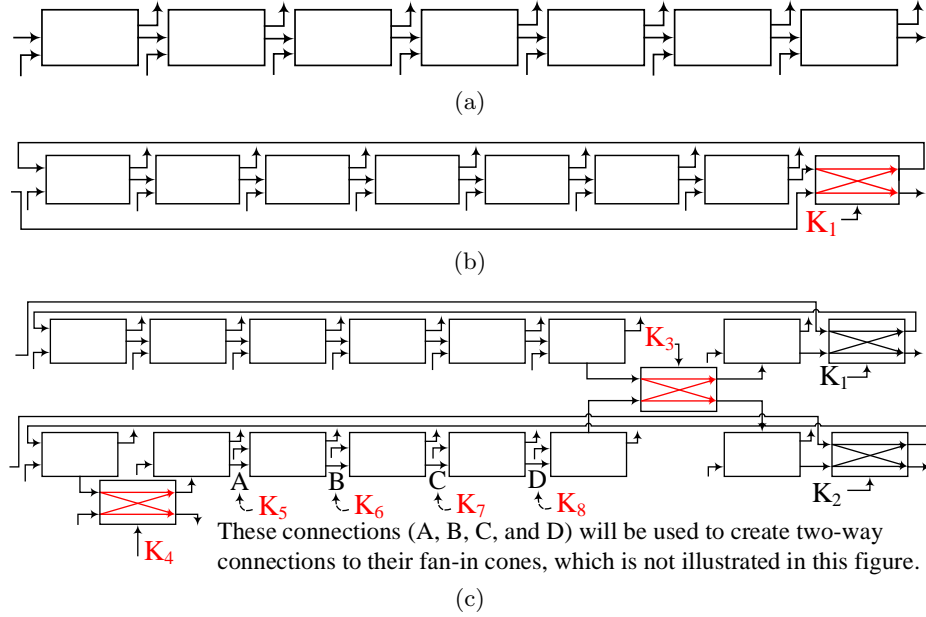 (a)
K1
(b)
K3
K1
A
B
C
D
K5
K6
K7
K8
K2
K4
These connections (A, B, C, and D) will be used to create two-way
connections to their fan-in cones, which is not illustrated in this figure.
(c)